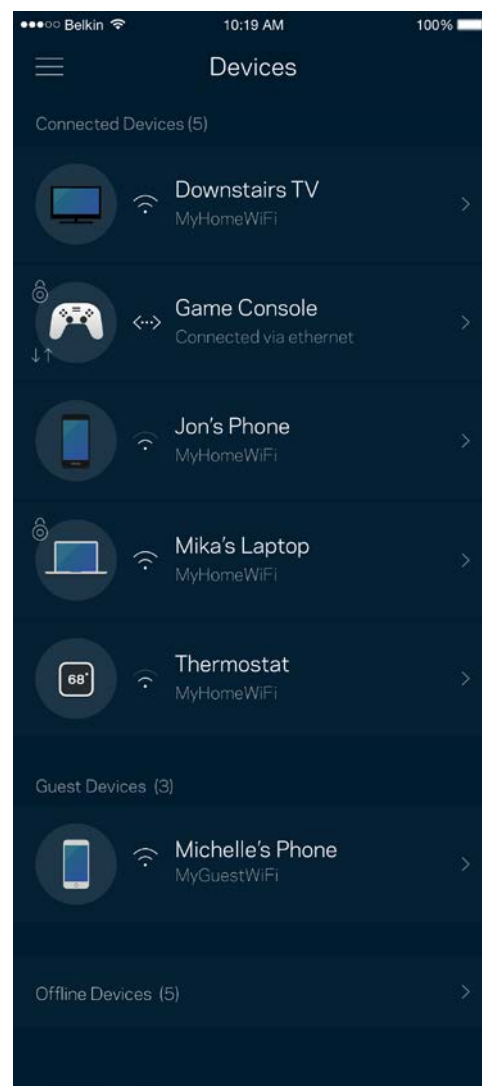 Belkin 10:19 AM 100%
Devices
Connected Devices (5)
Downstairs TV
MyHomeWiFi
Game Console
Connected via ethernet
Jon's Phone
MyHomeWiFi
Mika's Laptop
MyHomeWiFi
68°
Thermostat
MyHomeWiFi
Guest Devices (3)
Michelle's Phone
MyGuestWiFi
Offline Devices (5)